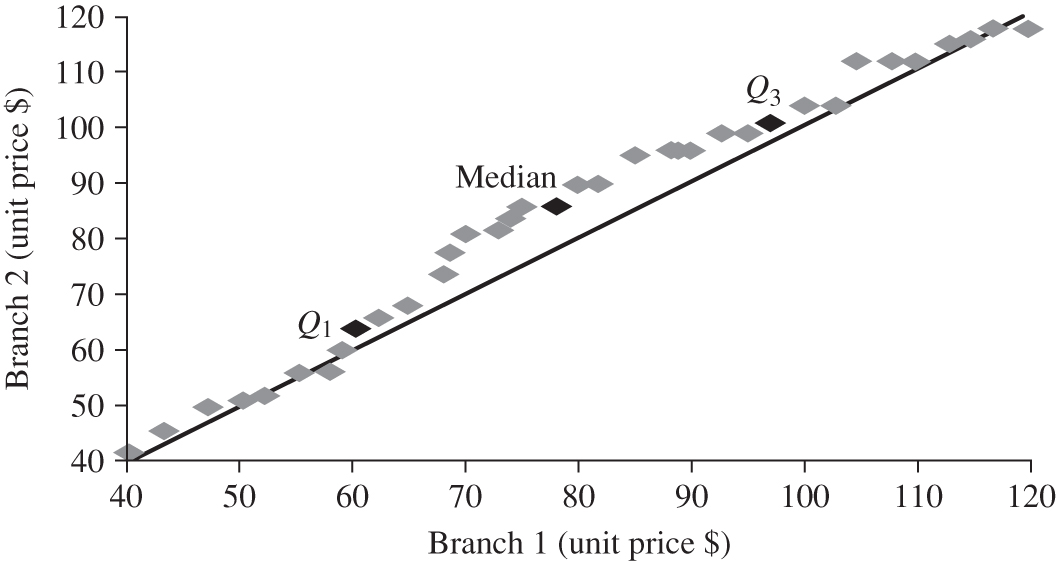 120
110
100
90
80
70
60
50
40
Branch 2 (unit price $)
Q3
Median
Q1
40 50 60 70 80 90 100 110 120
Branch 1 (unit price $)